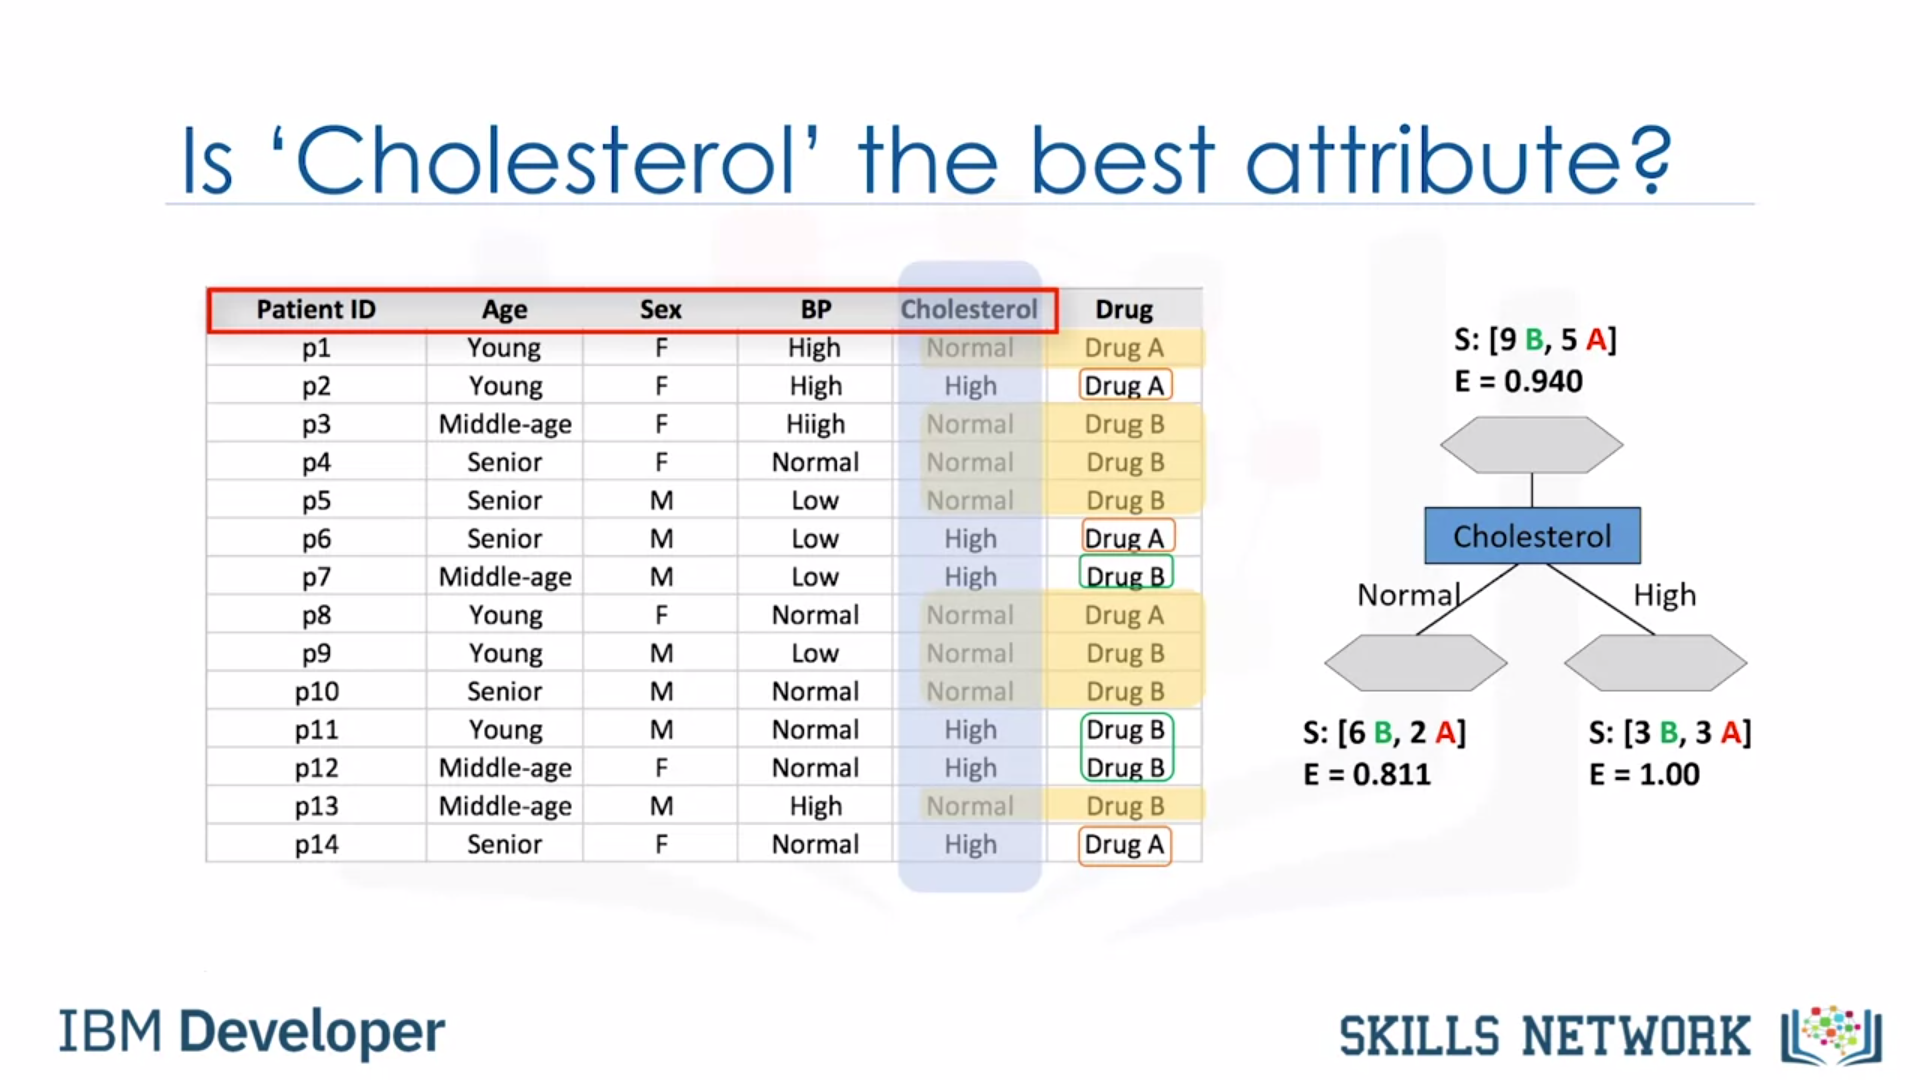 Is ‘Cholesterol’ the best attribute?
Patient ID Age Sex BP Cholesterol Drug
p1 Young F High Normal Drug A
p2 Young F High High Drug A
p3 Middle-age F Hiigh Normal Drug B
p4 Senior F Normal Normal Drug B
p5 Senior M Low Normal Drug B
p6 Senior M Low High Drug A
p7 Middle-age M Low High Drug B
p8 Young F Normal Normal Drug A
p9 Young M Low Normal Drug B
p10 Senior M Normal Normal Drug B
p11 Young M Normal High Drug B
p12 Middle-age F Normal High Drug B
p13 Middle-age M High Normal Drug B
p14 Senior F Normal High Drug A
S: [9 B, 5 A]
E = 0.940
Cholesterol
Normal High
S: [6 B, 2 A]
E = 0.811
S: [3 B, 3 A]
E = 1.00
IBM Developer
SKILLS NETWORK